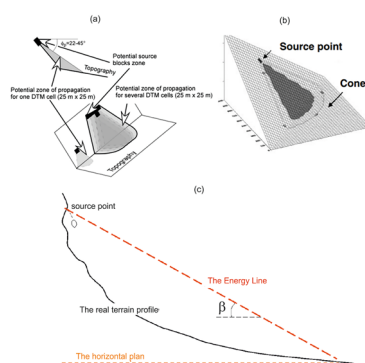 (a)
φp=22-45°
Potential source
blocks zone
Topography
Potential zone of propagation
for one DTM cell (25 m x 25 m)
Potential zone of propagation for
several DTM cells (25 m x 25 m)
Topography
(b)
Source point
Cone
(c)
source point
The Energy Line
β
The real terrain profile
The horizontal plan